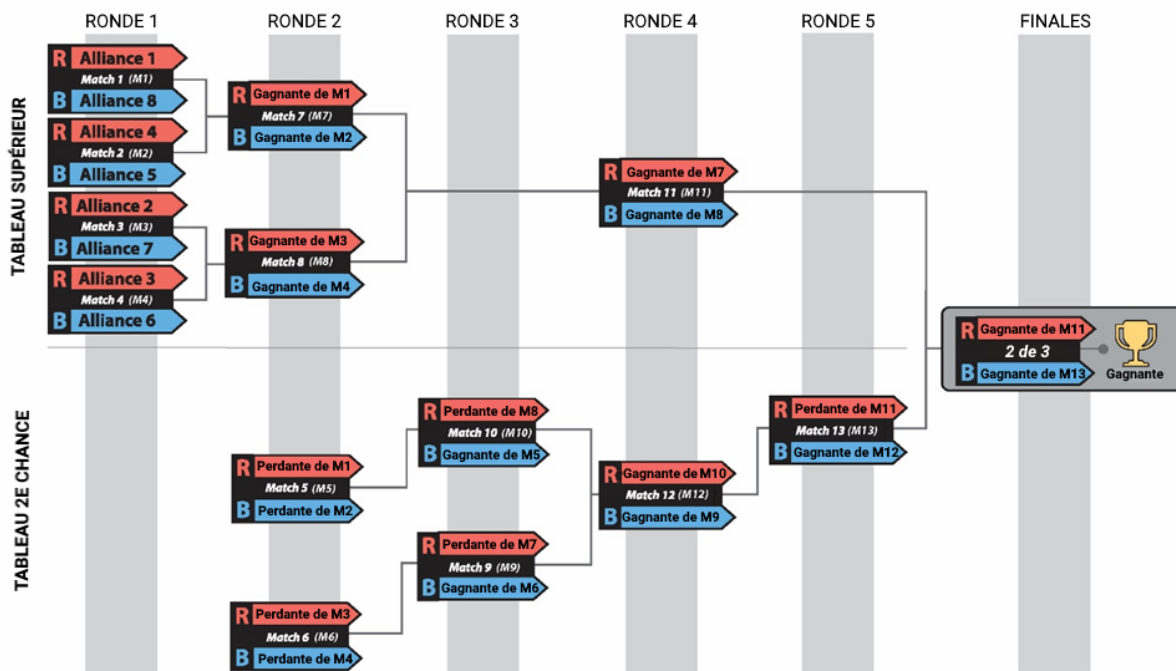 RONDE 1
RONDE 2
RONDE 3
RONDE 4
RONDE 5
FINALES
TABLEAU SUPÉRIEUR
R Alliance 1
Match 1 (M1)
B Alliance 8
R Alliance 4
Match 2 (M2)
B Alliance 5
R Alliance 2
Match 3 (M3)
B Alliance 7
R Alliance 3
Match 4 (M4)
B Alliance 6
R Gagnante de M1
Match 7 (M7)
B Gagnante de M2
R Gagnante de M3
Match 8 (M8)
B Gagnante de M4
R Gagnante de M7
Match 11 (M11)
B Gagnante de M8
TABLEAU 2E CHANCE
R Perdante de M1
Match 5 (M5)
B Perdante de M2
R Perdante de M3
Match 6 (M6)
B Perdante de M4
R Perdante de M8
Match 10 (M10)
B Gagnante de M5
R Perdante de M7
Match 9 (M9)
B Gagnante de M6
R Gagnante de M10
Match 12 (M12)
B Gagnante de M9
R Perdante de M11
Match 13 (M13)
B Gagnante de M12
R Gagnante de M11
2 de 3
B Gagnante de M13
Gagnante